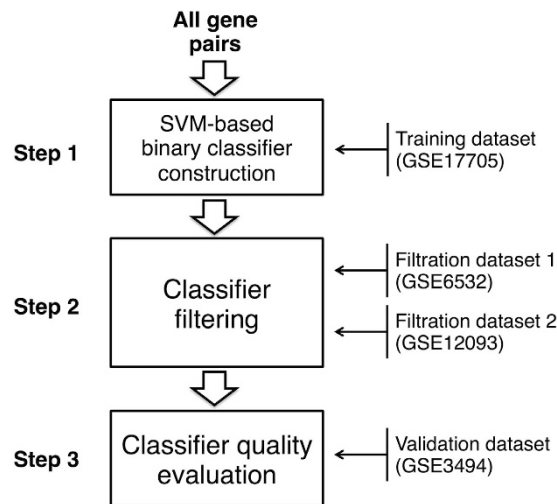 All gene
pairs
Step 1
SVM-based
binary classifier
construction
Training dataset
(GSE17705)
Step 2
Classifier
filtering
Filtration dataset 1
(GSE6532)
Filtration dataset 2
(GSE12093)
Step 3
Classifier quality
evaluation
Validation dataset
(GSE3494)